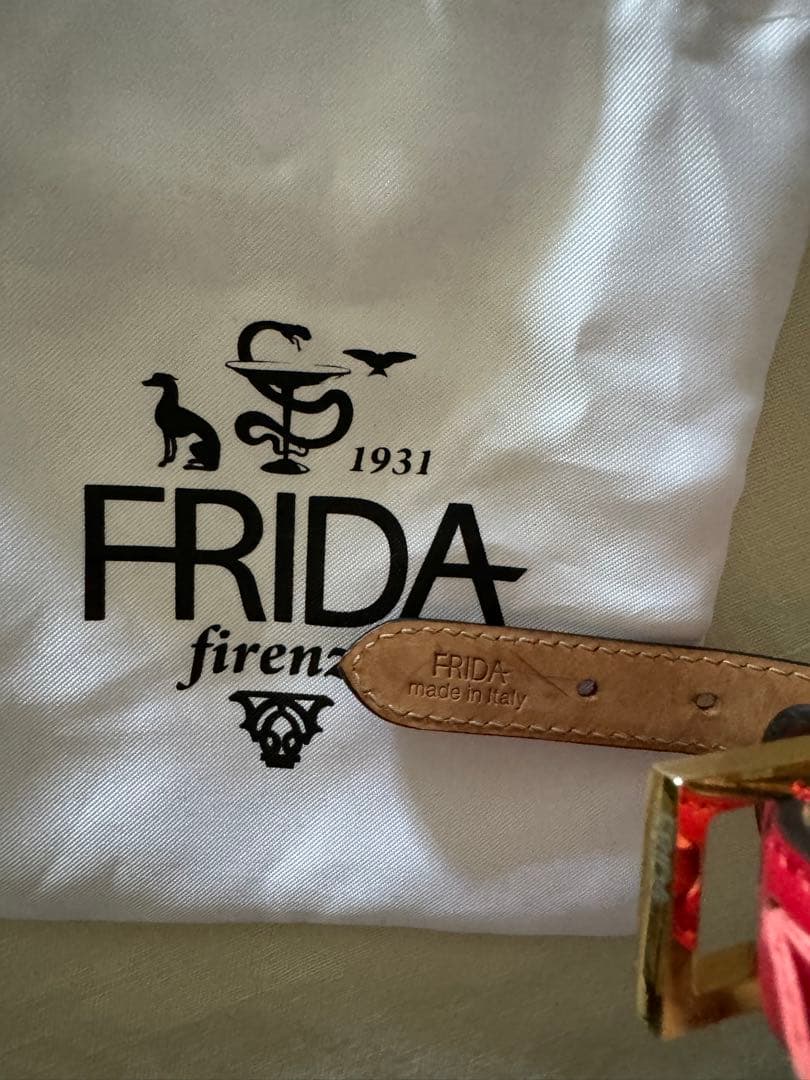 1931
FRIDA
firenz
FRIDA
made in Italy